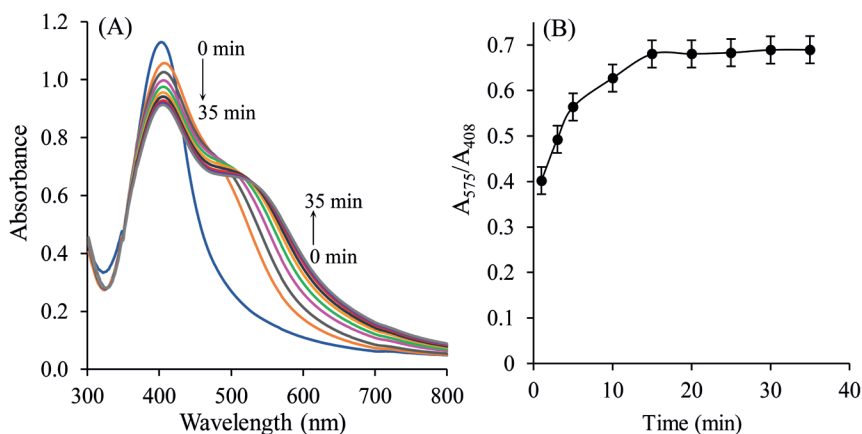 (A)
0 min
35 min
35 min
0 min
Absorbance
1.2
1.0
0.8
0.6
0.4
0.2
0.0
300 400 500 600 700 800
Wavelength (nm)
(B)
A575/A408
0.7
0.6
0.5
0.4
0.3
0.2
0.1
0
0 10 20 30 40
Time (min)